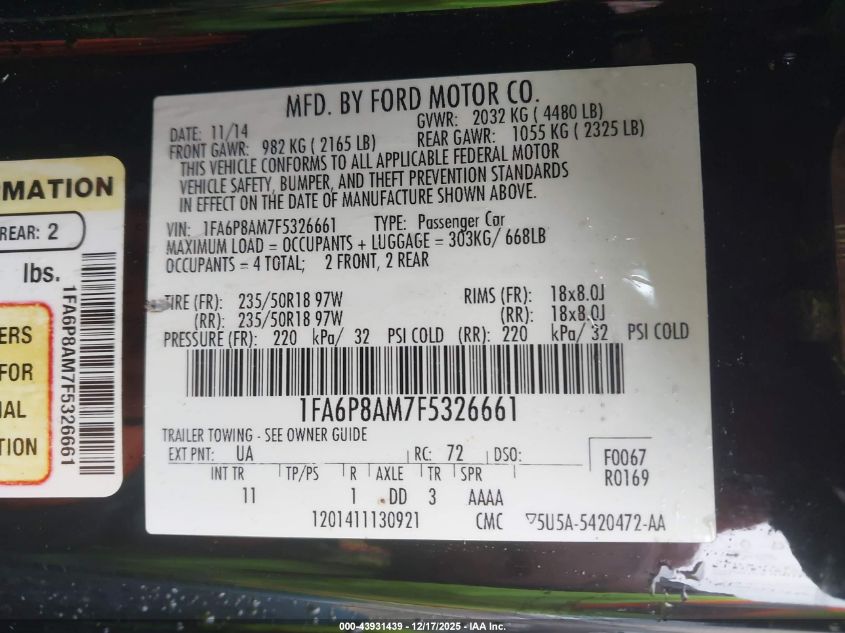 MFD. BY FORD MOTOR CO.
DATE: 11/14
GVWR: 2032 KG ( 4480 LB)
FRONT GAWR: 982 KG ( 2165 LB)
REAR GAWR: 1055 KG ( 2325 LB)
THIS VEHICLE CONFORMS TO ALL APPLICABLE FEDERAL MOTOR
VEHICLE SAFETY, BUMPER, AND THEFT PREVENTION STANDARDS
IN EFFECT ON THE DATE OF MANUFACTURE SHOWN ABOVE.
VIN: 1FA6P8AM7F5326661 TYPE: Passenger Car
MAXIMUM LOAD = OCCUPANTS + LUGGAGE = 303KG/ 668LB
OCCUPANTS = 4 TOTAL; 2 FRONT, 2 REAR
TIRE (FR): 235/50R18 97W RIMS (FR): 18x8.0J
(RR): 235/50R18 97W (RR): 18x8.0J
PRESSURE (FR): 220 kPa/ 32 PSI COLD (RR): 220 kPa/ 32 PSI COLD
1FA6P8AM7F5326661
TRAILER TOWING - SEE OWNER GUIDE
EXT PNT: UA RC: 72 DSO:
F0067
R0169
INT TR TP/PS R AXLE TR SPR
11 1 DD 3 AAAA
1201411130921 CMC ▽5U5A-5420472-AA
RMATION
REAR: 2
lbs.
1FA6P8AM7F5326661
ERS
FOR
AL
TION
000-43931439 - 12/17/2025 - IAA Inc.